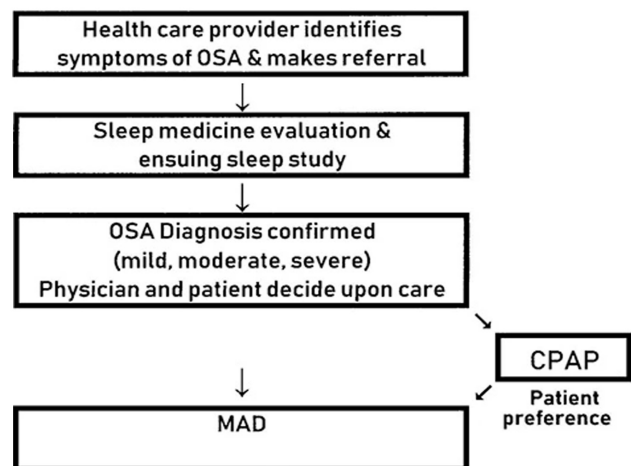 Health care provider identifies
symptoms of OSA & makes referral
Sleep medicine evaluation &
ensuing sleep study
OSA Diagnosis confirmed
(mild, moderate, severe)
Physician and patient decide upon care
CPAP
Patient
preference
MAD